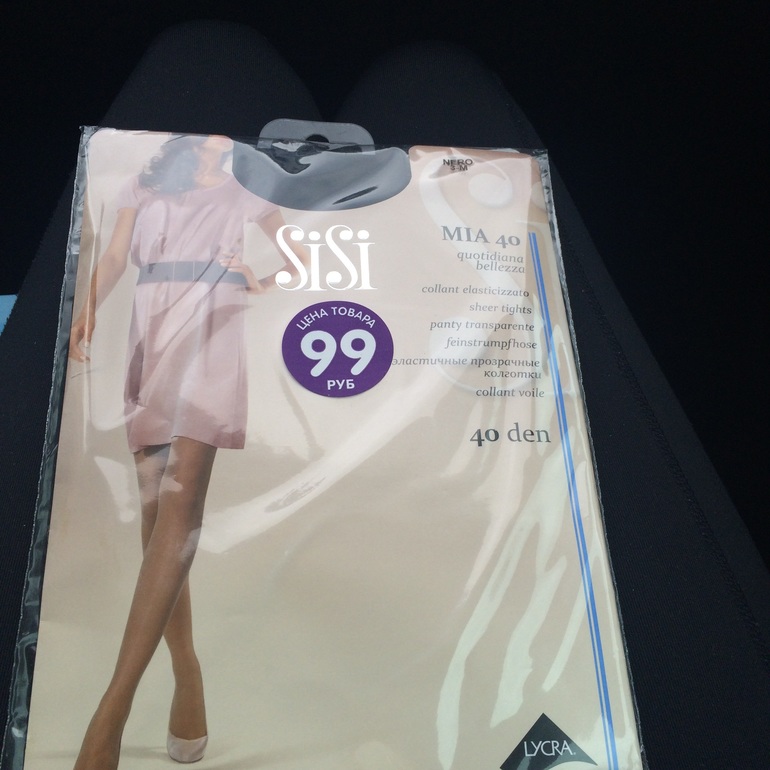 NERO
S-M
SiSi
MIA 40
quotidiana
bellezza
collant elasticizzato
sheer tights
panty transparente
feinstrumpfhose
эластичные прозрачные
колготки
collant voile
40 den
ЦЕНА ТОВАРА
99
РУБ
LYCRA®